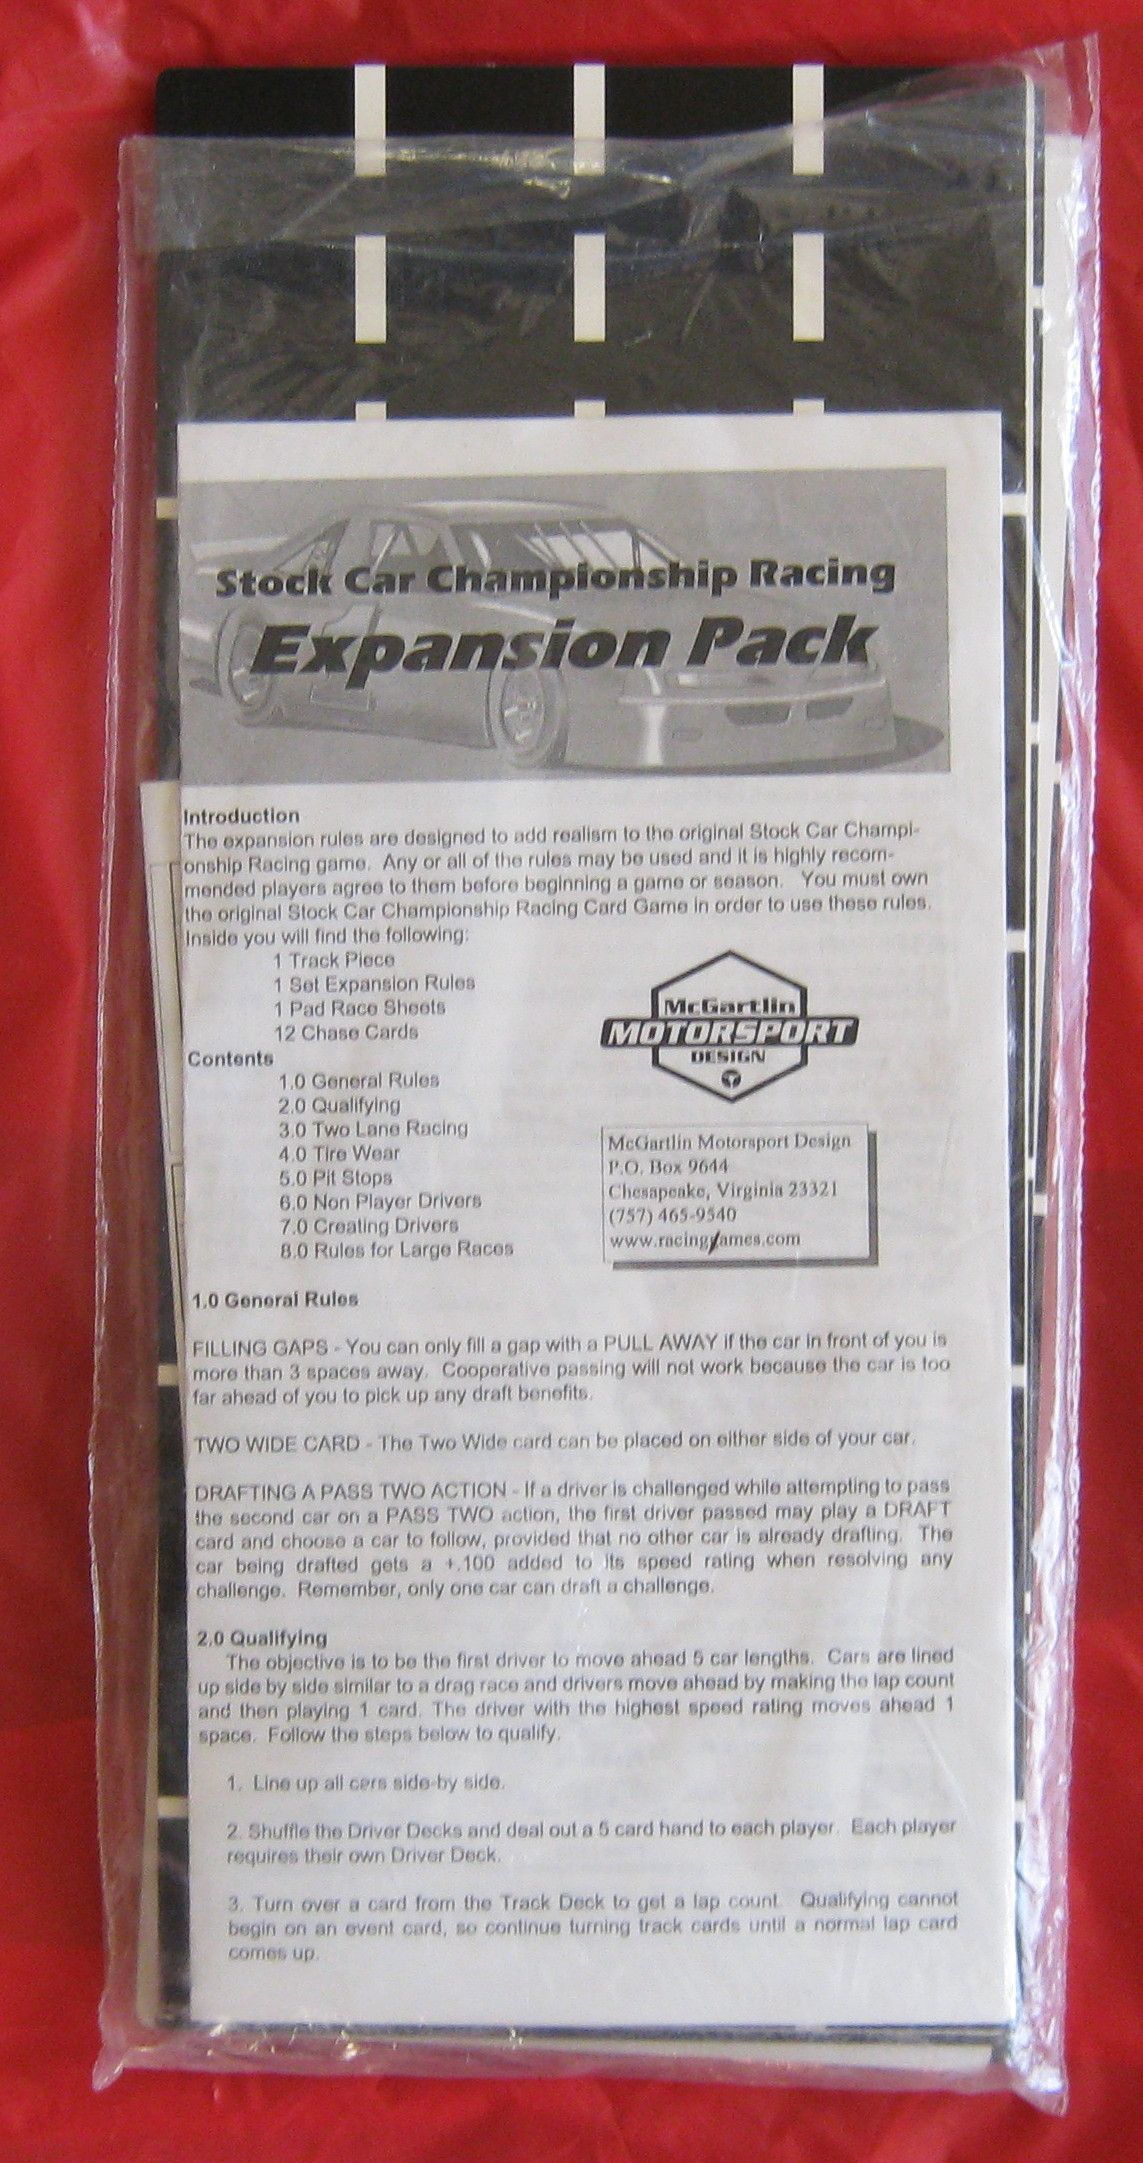 Stock Car Championship Racing
Expansion Pack
Introduction
The expansion rules are designed to add realism to the original Stock Car Champi-
onship Racing game.  Any or all of the rules may be used and it is highly recom-
mended players agree to them before beginning a game or season.  You must own
the original Stock Car Championship Racing Card Game in order to use these rules.
Inside you will find the following:
1 Track Piece
1 Set Expansion Rules
1 Pad Race Sheets
12 Chase Cards
Contents
1.0 General Rules
2.0 Qualifying
3.0 Two Lane Racing
4.0 Tire Wear
5.0 Pit Stops
6.0 Non Player Drivers
7.0 Creating Drivers
8.0 Rules for Large Races
McGartlin
MOTORSPORT
DESIGN
McGartlin Motorsport Design
P.O. Box 9644
Chesapeake, Virginia 23321
(757) 465-9540
www.racing/ames.com
1.0 General Rules
FILLING GAPS - You can only fill a gap with a PULL AWAY if the car in front of you is
more than 3 spaces away.  Cooperative passing will not work because the car is too
far ahead of you to pick up any draft benefits.
TWO WIDE CARD - The Two Wide card can be placed on either side of your car.
DRAFTING A PASS TWO ACTION - If a driver is challenged while attempting to pass
the second car on a PASS TWO action, the first driver passed may play a DRAFT
card and choose a car to follow, provided that no other car is already drafting.  The
car being drafted gets a +.100 added to its speed rating when resolving any
challenge.  Remember, only one car can draft a challenge.
2.0 Qualifying
The objective is to be the first driver to move ahead 5 car lengths.  Cars are lined
up side by side similar to a drag race and drivers move ahead by making the lap count
and then playing 1 card. The driver with the highest speed rating moves ahead 1
space.  Follow the steps below to qualify.
1.  Line up all cars side-by side.
2. Shuffle the Driver Decks and deal out a 5 card hand to each player.  Each player
requires their own Driver Deck.
3. Turn over a card from the Track Deck to get a lap count.  Qualifying cannot
begin on an event card, so continue turning track cards until a normal lap card
comes up.